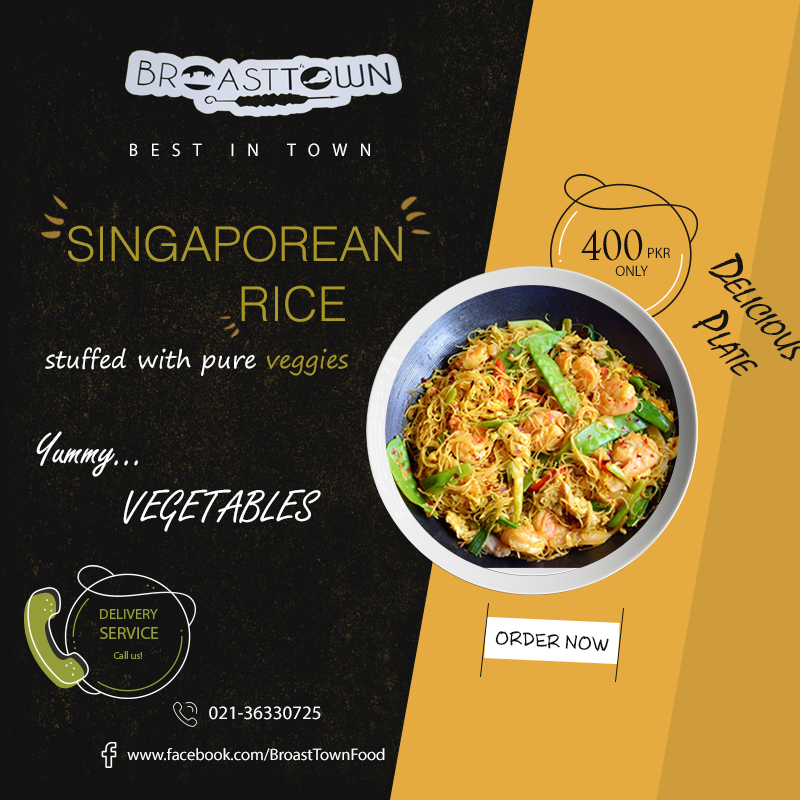 BROASTTOWN
BEST IN TOWN
SINGAPOREAN
RICE
stuffed with pure veggies
400 PKR
ONLY
DELICIOUS
PLATE
Yummy...
VEGETABLES
DELIVERY
SERVICE
Call us!
ORDER NOW
021-36330725
www.facebook.com/BroastTownFood